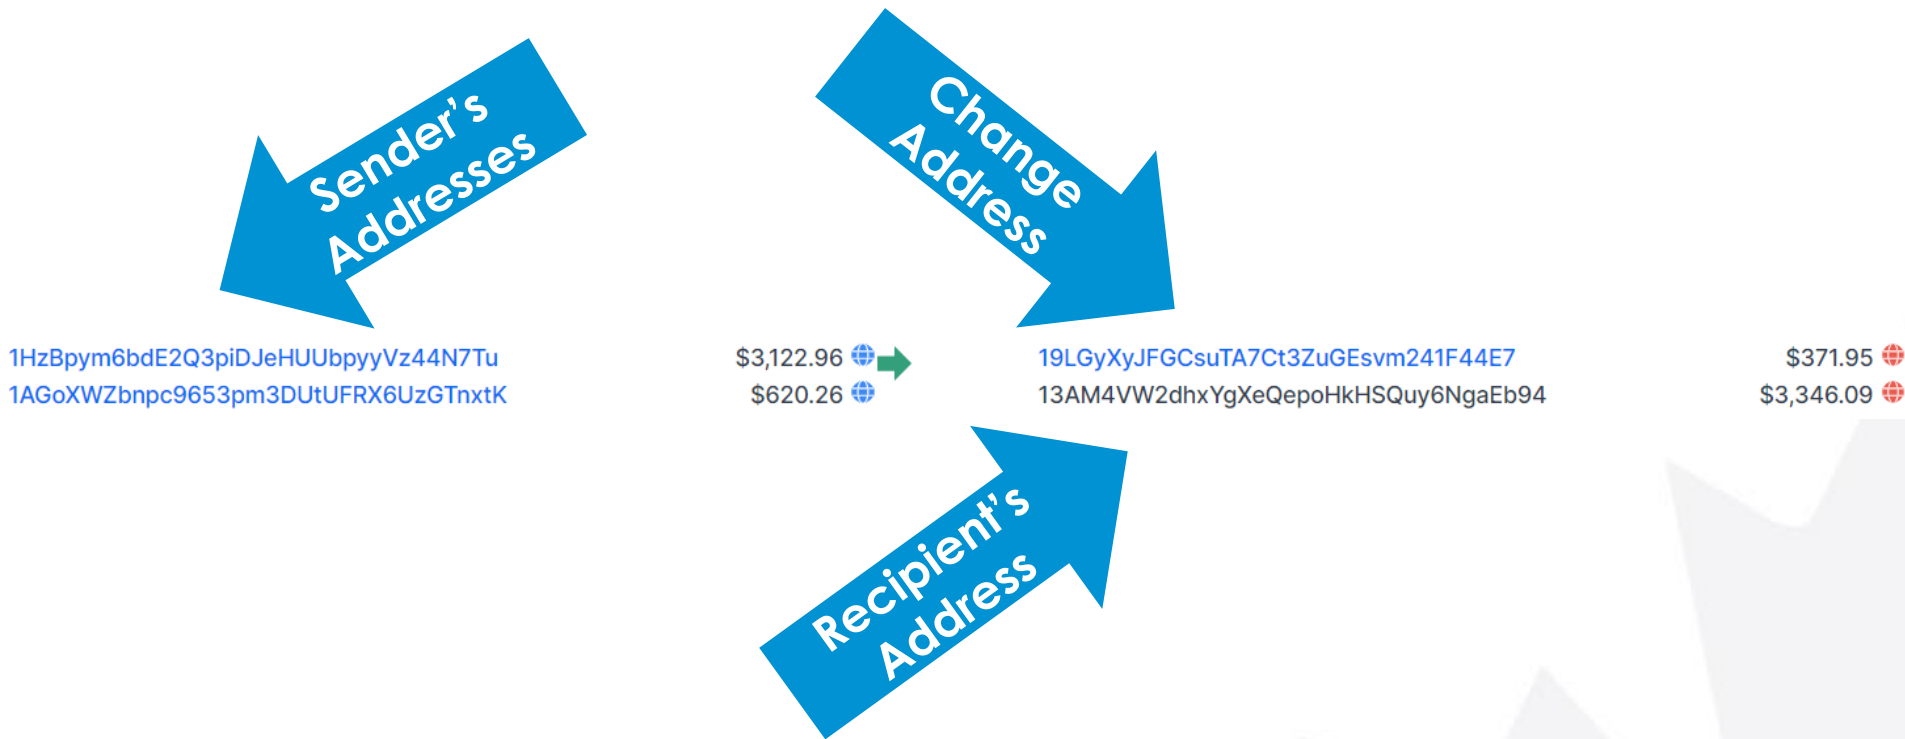 Sender's
Addresses
Change
Address
1HzBpym6bdE2Q3piDJeHUUbpyyVz44N7Tu $3,122.96 19LGyXyJFGCsuTA7Ct3ZuGEsvm241F44E7 $371.95
1AGoXWZbnpc9653pm3DUtUFRX6UzGTnxtK $620.26 13AM4VW2dhxYgXeQepoHkHSQuy6NgaEb94 $3,346.09
Recipient's
Address